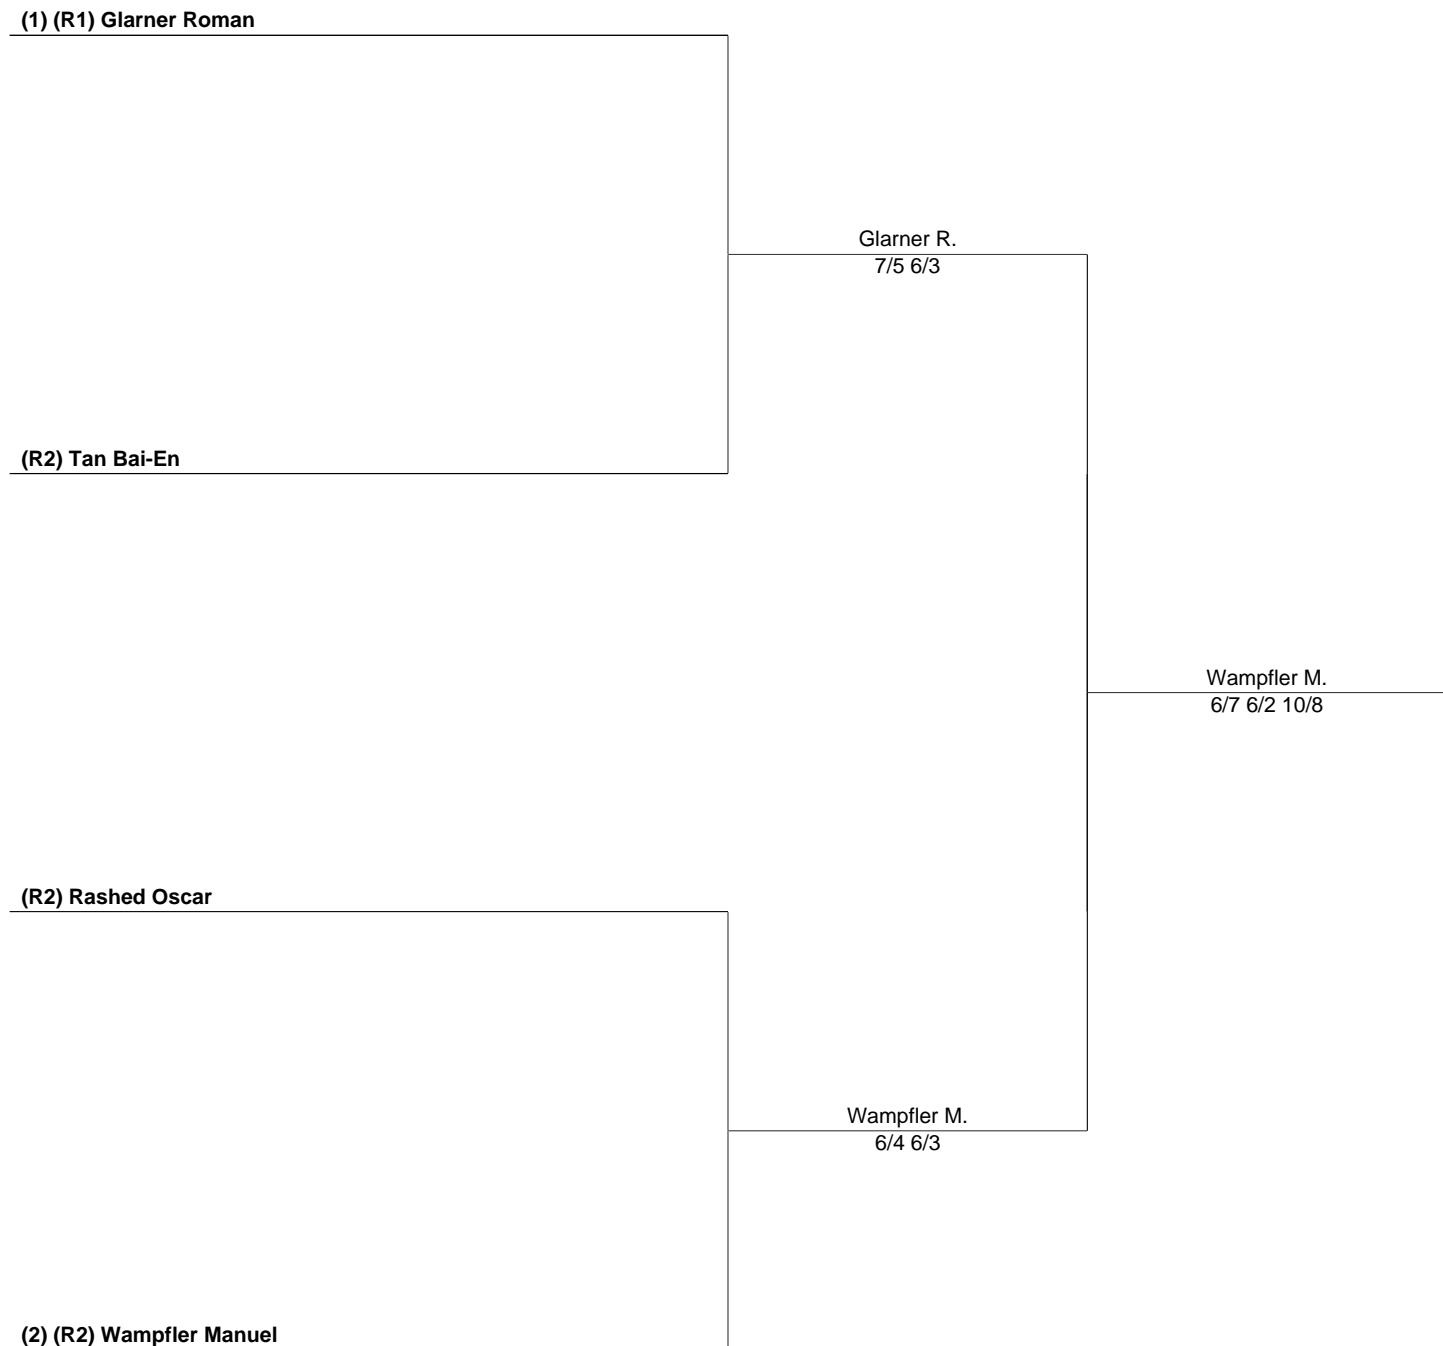 (1) (R1) Glarner Roman
Glarner R.
7/5 6/3
(R2) Tan Bai-En
Wampfler M.
6/7 6/2 10/8
(R2) Rashed Oscar
Wampfler M.
6/4 6/3
(2) (R2) Wampfler Manuel